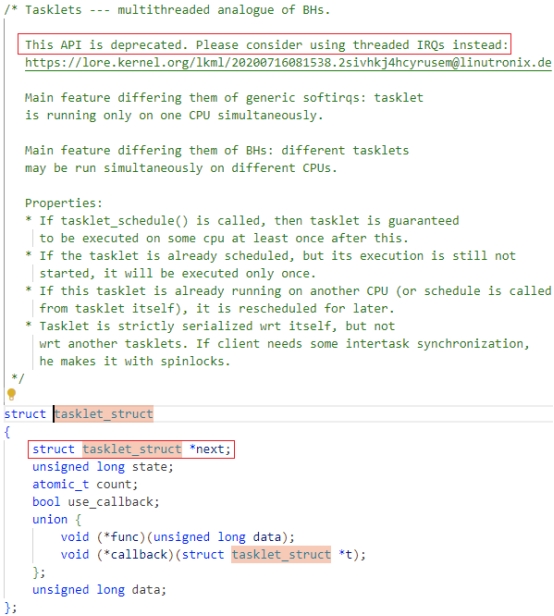 /* Tasklets --- multithreaded analogue of BHs.
This API is deprecated. Please consider using threaded IRQs instead:
https://lore.kernel.org/lkml/20200716081538.2sivhkj4hcyrusem@linutronix.de
Main feature differing them of generic softirqs: tasklet
is running only on one CPU simultaneously.
Main feature differing them of BHs: different tasklets
may be run simultaneously on different CPUs.
Properties:
* If tasklet_schedule() is called, then tasklet is guaranteed
to be executed on some cpu at least once after this.
* If the tasklet is already scheduled, but its execution is still not
started, it will be executed only once.
* If this tasklet is already running on another CPU (or schedule is called
from tasklet itself), it is rescheduled for later.
* Tasklet is strictly serialized wrt itself, but not
wrt another tasklets. If client needs some intertask synchronization,
he makes it with spinlocks.
*/
struct tasklet_struct
{
struct tasklet_struct *next;
unsigned long state;
atomic_t count;
bool use_callback;
union {
void (*func)(unsigned long data);
void (*callback)(struct tasklet_struct *t);
};
unsigned long data;
};